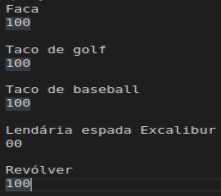 Faca
100
Taco de golf
100
Taco de baseball
100
Lendária espada Excalibur
00
Revólver
100